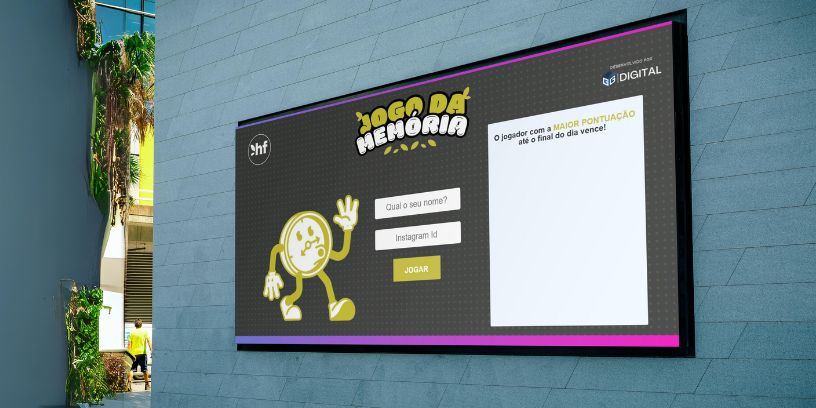 DESENVOLVIDO POR
DIGITAL
JOGO DA
MEMÓRIA
hf
O jogador com a MAIOR PONTUAÇÃO
até o final do dia vence!
Qual o seu nome?
Instagram Id
JOGAR